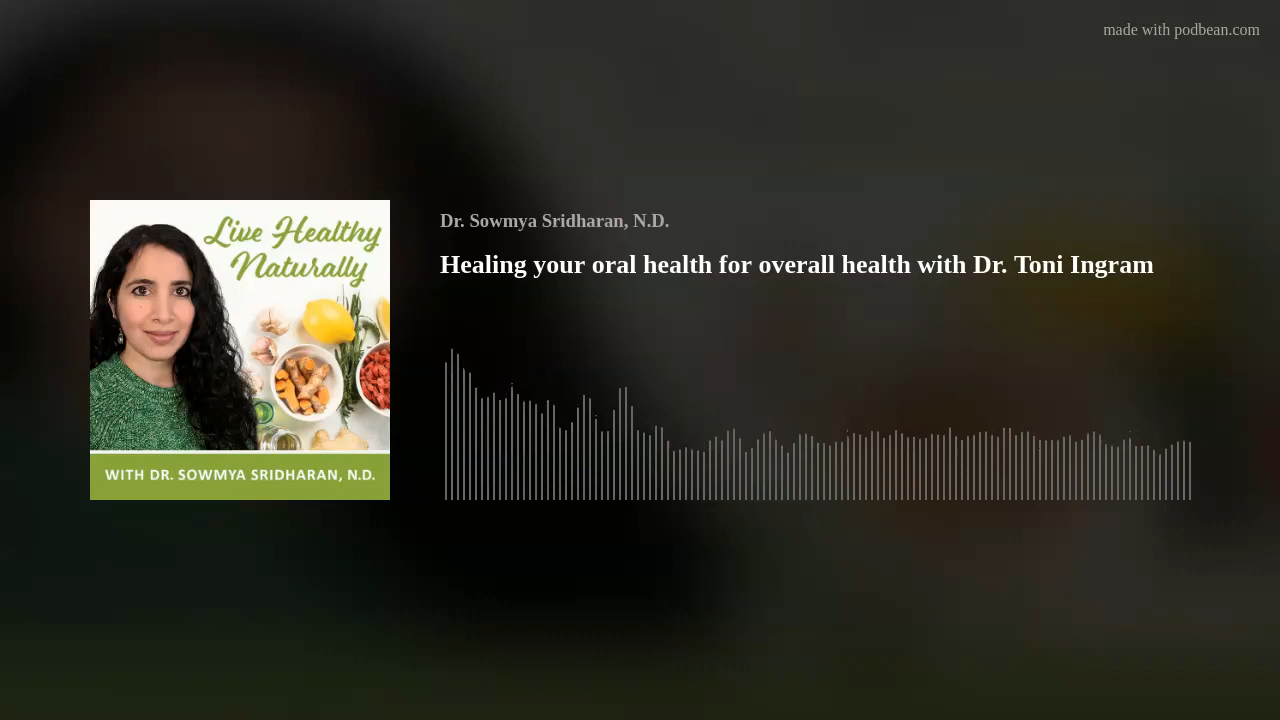 made with podbean.com
Live Healthy
Naturally
WITH DR. SOWMYA SRIDHARAN, N.D.
Dr. Sowmya Sridharan, N.D.
Healing your oral health for overall health with Dr. Toni Ingram